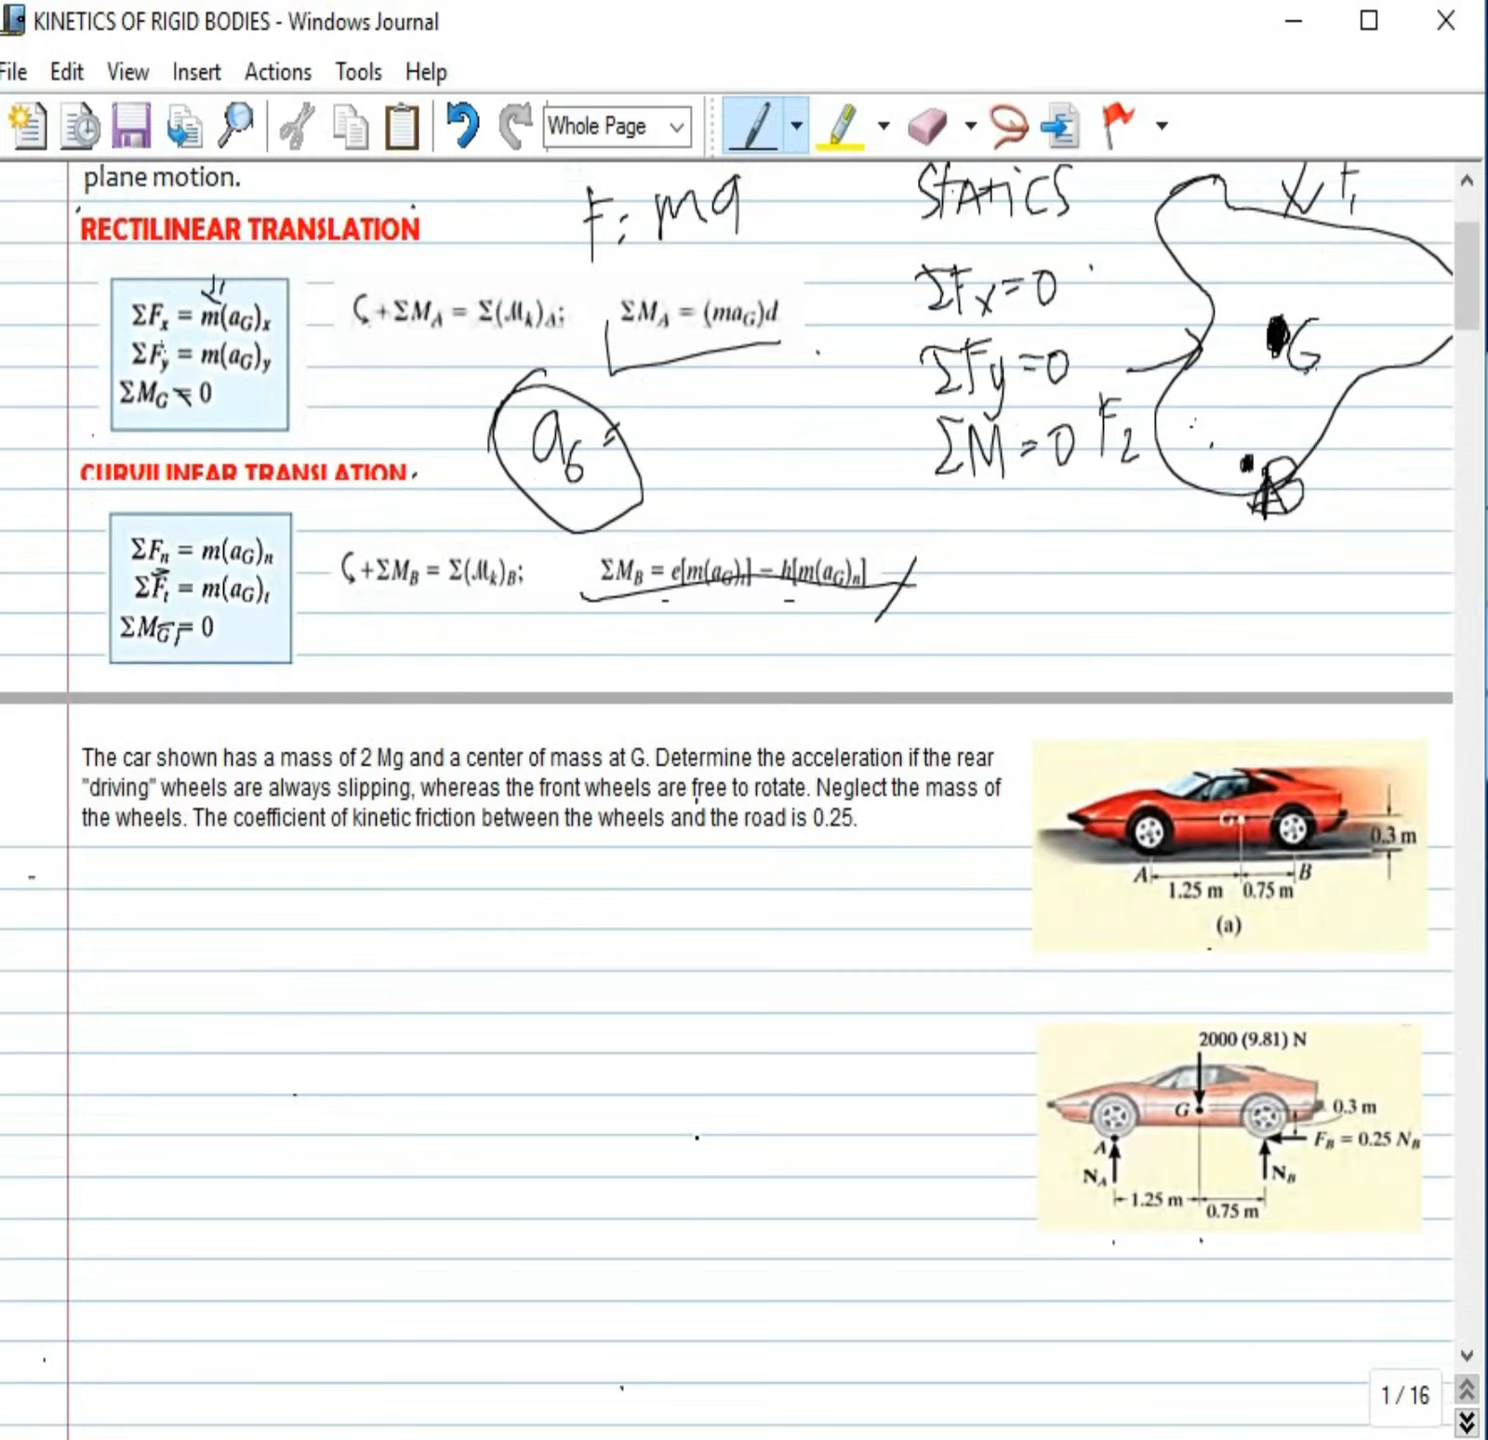 KINETICS OF RIGID BODIES - Windows Journal
File Edit View Insert Actions Tools Help
Whole Page
plane motion.
F = ma
STATICS
F1
RECTILINEAR TRANSLATION
ΣFx = m(aG)x
ΣFy = m(aG)y
ΣMG = 0
↶+ΣMA = Σ(ℳk)A; ΣMA = (maG)d
ΣFx=0
ΣFy=0
ΣM=0
F2
G
aG
CURVILINEAR TRANSLATION
ΣFn = m(aG)n
ΣFt = m(aG)t
ΣMG = 0
↶+ΣMB = Σ(ℳk)B; ΣMB = e[m(aG)t] − h[m(aG)n]
The car shown has a mass of 2 Mg and a center of mass at G. Determine the acceleration if the rear
"driving" wheels are always slipping, whereas the front wheels are free to rotate. Neglect the mass of
the wheels. The coefficient of kinetic friction between the wheels and the road is 0.25.
G
0.3 m
A B
1.25 m 0.75 m
(a)
2000 (9.81) N
G 0.3 m
FB = 0.25 NB
A
NA NB
1.25 m
0.75 m
1 / 16